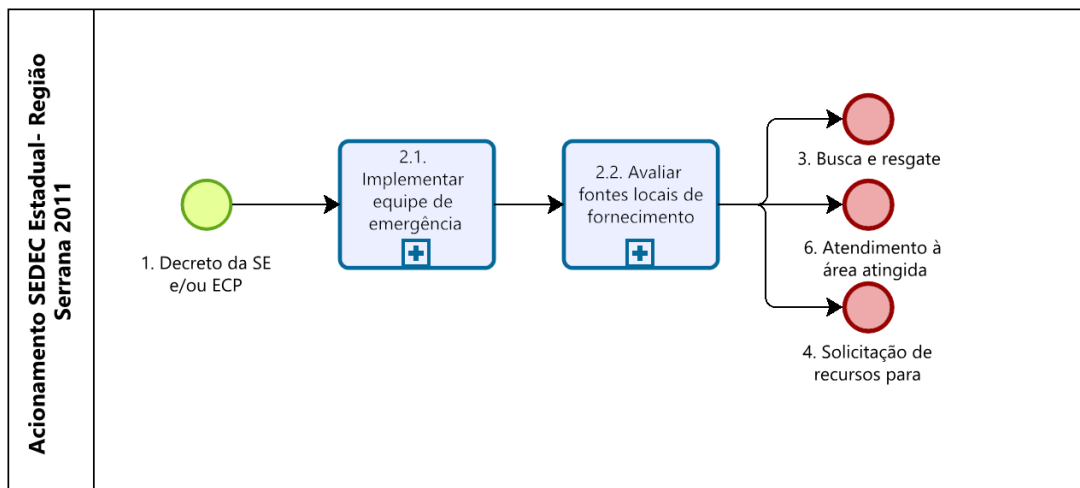 Acionamento SEDEC Estadual- Região
Serrana 2011
1. Decreto da SE
e/ou ECP
2.1.
Implementar
equipe de
emergência
2.2. Avaliar
fontes locais de
fornecimento
3. Busca e resgate
6. Atendimento à
área atingida
4. Solicitação de
recursos para